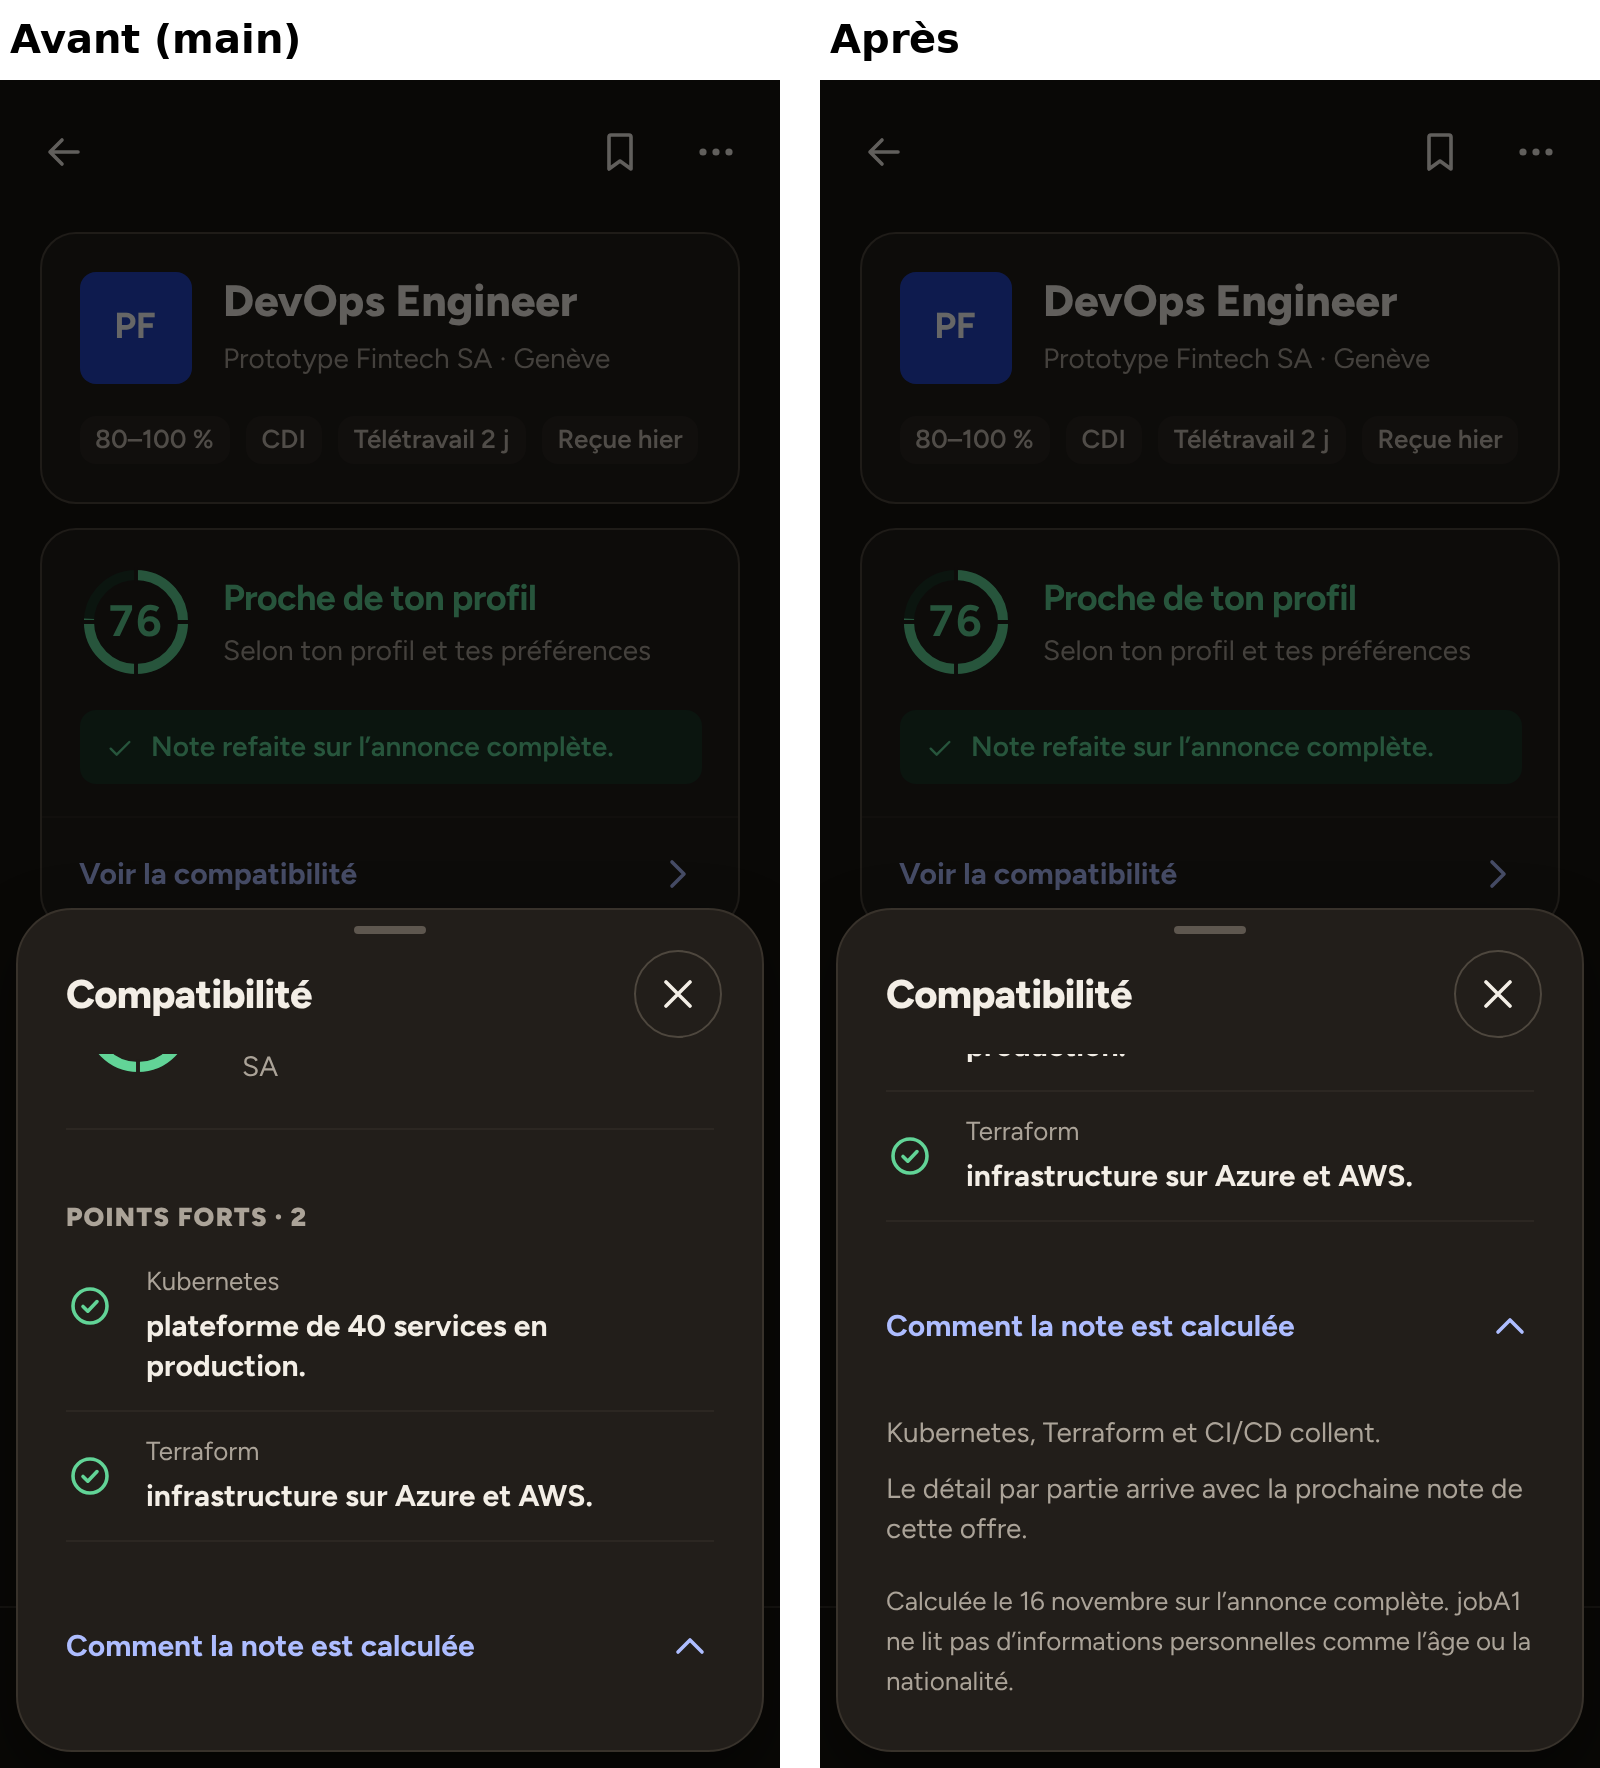 Avant (main)
PF
DevOps Engineer
Prototype Fintech SA · Genève
80–100 %
CDI
Télétravail 2 j
Reçue hier
76
Proche de ton profil
Selon ton profil et tes préférences
Note refaite sur l’annonce complète.
Voir la compatibilité
Compatibilité
SA
POINTS FORTS · 2
Kubernetes
plateforme de 40 services en
production.
Terraform
infrastructure sur Azure et AWS.
Comment la note est calculée
Après
PF
DevOps Engineer
Prototype Fintech SA · Genève
80–100 %
CDI
Télétravail 2 j
Reçue hier
76
Proche de ton profil
Selon ton profil et tes préférences
Note refaite sur l’annonce complète.
Voir la compatibilité
Compatibilité
production.
Terraform
infrastructure sur Azure et AWS.
Comment la note est calculée
Kubernetes, Terraform et CI/CD collent.
Le détail par partie arrive avec la prochaine note de
cette offre.
Calculée le 16 novembre sur l’annonce complète. jobA1
ne lit pas d’informations personnelles comme l’âge ou la
nationalité.